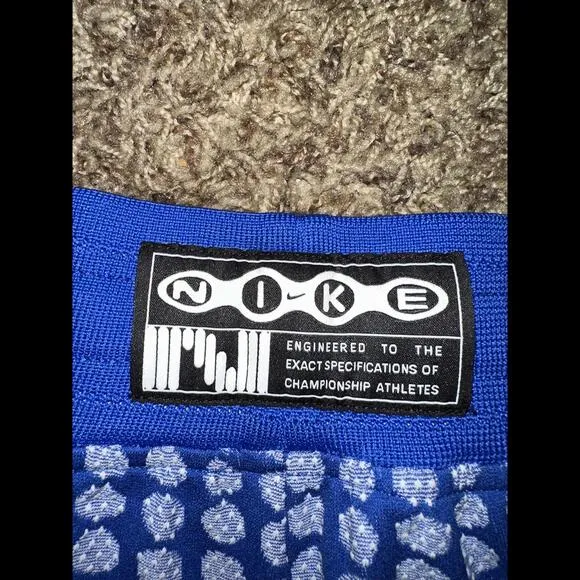 NIKE
ENGINEERED TO THE
EXACT SPECIFICATIONS OF
CHAMPIONSHIP ATHLETES